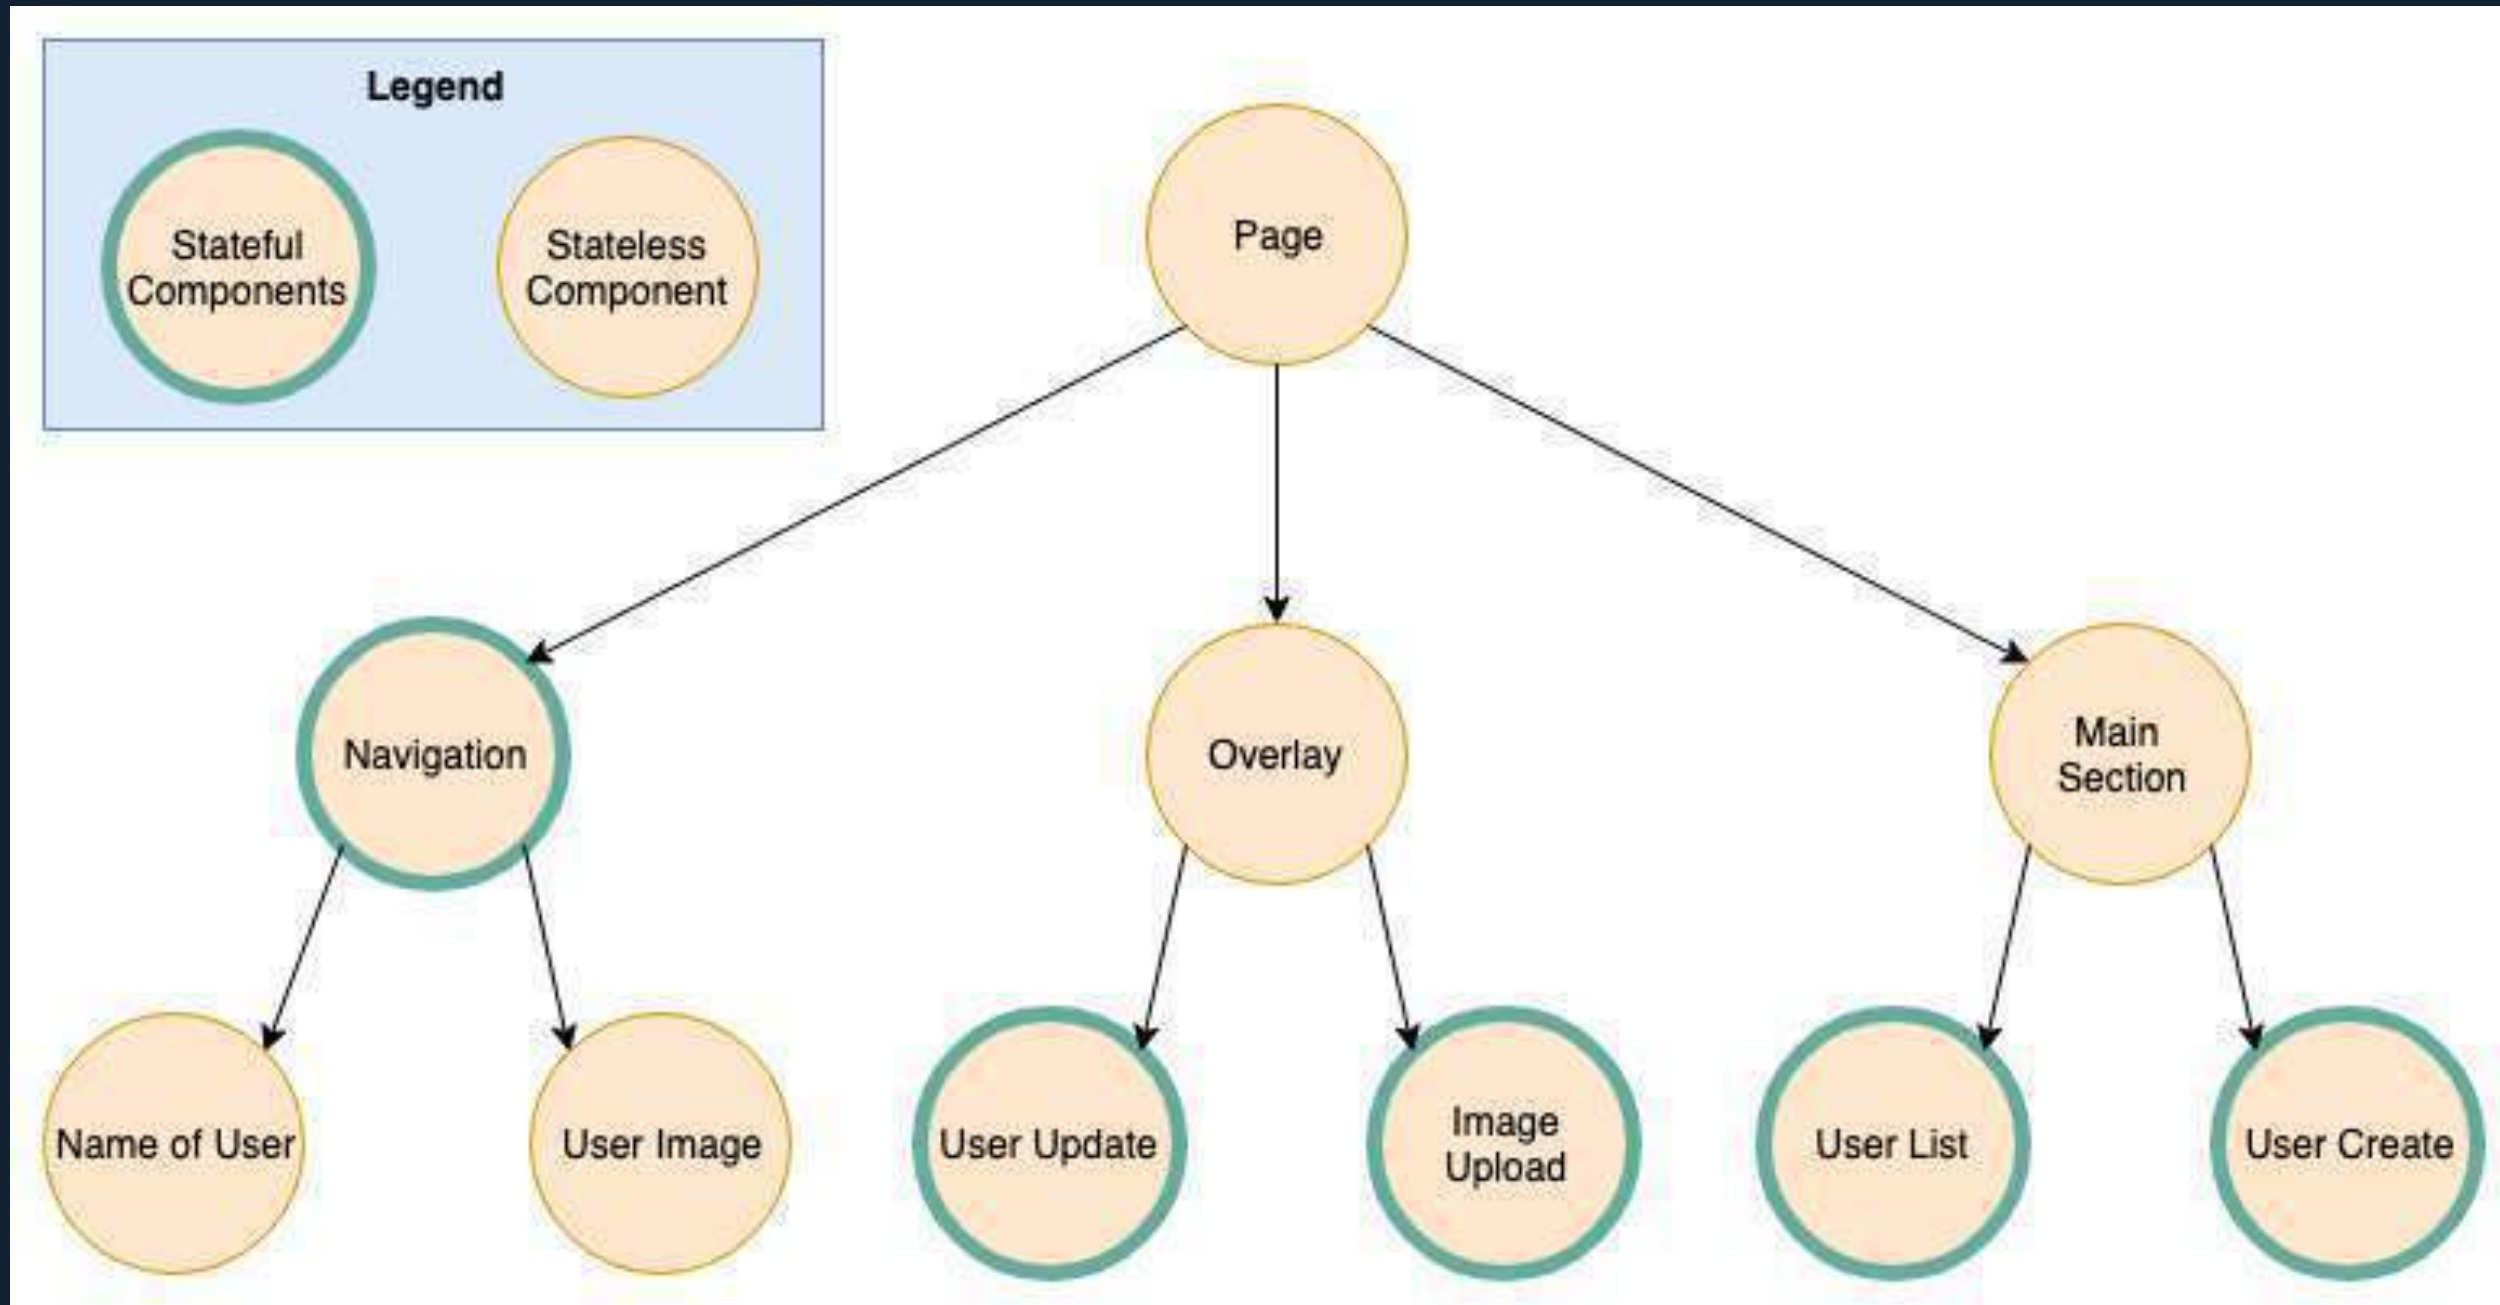 Legend
Stateful
Components
Stateless
Component
Page
Navigation
Overlay
Main
Section
Name of User
User Image
User Update
Image
Upload
User List
User Create